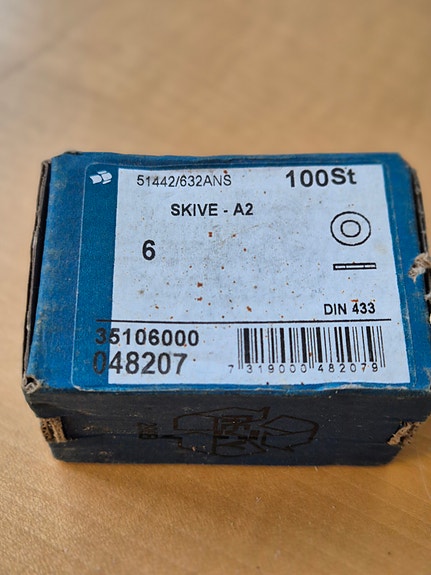 51442/632ANS
100St
SKIVE - A2
6
DIN 433
35106000
048207
7 319000 482079